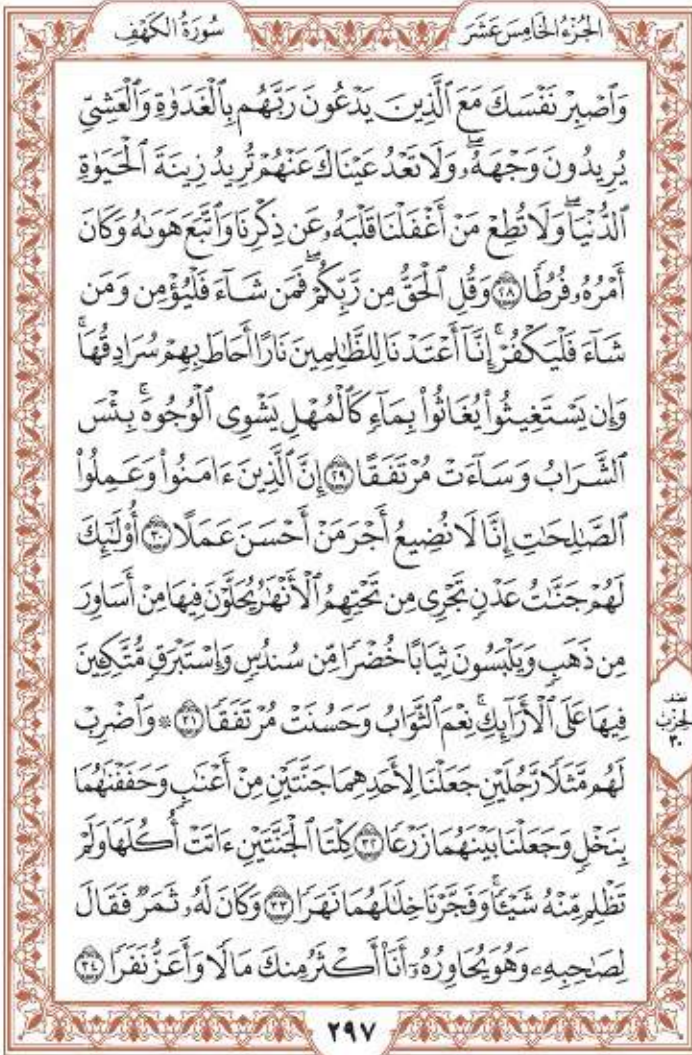 الجُزْءُ الخَامِسَ عَشَرَ
سُورَةُ الكَهْفِ
وَٱصۡبِرۡ نَفۡسَكَ مَعَ ٱلَّذِينَ يَدۡعُونَ رَبَّهُم بِٱلۡغَدَوٰةِ وَٱلۡعَشِيِّ
يُرِيدُونَ وَجۡهَهُۥۖ وَلَا تَعۡدُ عَيۡنَاكَ عَنۡهُمۡ تُرِيدُ زِينَةَ ٱلۡحَيَوٰةِ
ٱلدُّنۡيَاۖ وَلَا تُطِعۡ مَنۡ أَغۡفَلۡنَا قَلۡبَهُۥ عَن ذِكۡرِنَا وَٱتَّبَعَ هَوَىٰهُ وَكَانَ
أَمۡرُهُۥ فُرُطٗا ٢٨ وَقُلِ ٱلۡحَقُّ مِن رَّبِّكُمۡۖ فَمَن شَآءَ فَلۡيُؤۡمِن وَمَن
شَآءَ فَلۡيَكۡفُرۡۚ إِنَّآ أَعۡتَدۡنَا لِلظَّٰلِمِينَ نَارًا أَحَاطَ بِهِمۡ سُرَادِقُهَاۚ
وَإِن يَسۡتَغِيثُواْ يُغَاثُواْ بِمَآءٖ كَٱلۡمُهۡلِ يَشۡوِي ٱلۡوُجُوهَۚ بِئۡسَ
ٱلشَّرَابُ وَسَآءَتۡ مُرۡتَفَقًا ٢٩ إِنَّ ٱلَّذِينَ ءَامَنُواْ وَعَمِلُواْ
ٱلصَّٰلِحَٰتِ إِنَّا لَا نُضِيعُ أَجۡرَ مَنۡ أَحۡسَنَ عَمَلًا ٣٠ أُوْلَٰٓئِكَ
لَهُمۡ جَنَّٰتُ عَدۡنٖ تَجۡرِي مِن تَحۡتِهِمُ ٱلۡأَنۡهَٰرُ يُحَلَّوۡنَ فِيهَا مِنۡ أَسَاوِرَ
مِن ذَهَبٖ وَيَلۡبَسُونَ ثِيَابًا خُضۡرٗا مِّن سُندُسٖ وَإِسۡتَبۡرَقٖ مُّتَّكِـِٔينَ
فِيهَا عَلَى ٱلۡأَرَآئِكِۚ نِعۡمَ ٱلثَّوَابُ وَحَسُنَتۡ مُرۡتَفَقٗا ٣١ ۞ وَٱضۡرِبۡ
نصف
الحزب
٣٠
لَهُم مَّثَلٗا رَّجُلَيۡنِ جَعَلۡنَا لِأَحَدِهِمَا جَنَّتَيۡنِ مِنۡ أَعۡنَٰبٖ وَحَفَفۡنَٰهُمَا
بِنَخۡلٖ وَجَعَلۡنَا بَيۡنَهُمَا زَرۡعٗا ٣٢ كِلۡتَا ٱلۡجَنَّتَيۡنِ ءَاتَتۡ أُكُلَهَا وَلَمۡ
تَظۡلِم مِّنۡهُ شَيۡـٔٗاۚ وَفَجَّرۡنَا خِلَٰلَهُمَا نَهَرٗا ٣٣ وَكَانَ لَهُۥ ثَمَرٞ فَقَالَ
لِصَٰحِبِهِۦ وَهُوَ يُحَاوِرُهُۥٓ أَنَا۠ أَكۡثَرُ مِنكَ مَالٗا وَأَعَزُّ نَفَرٗا ٣٤
٢٩٧